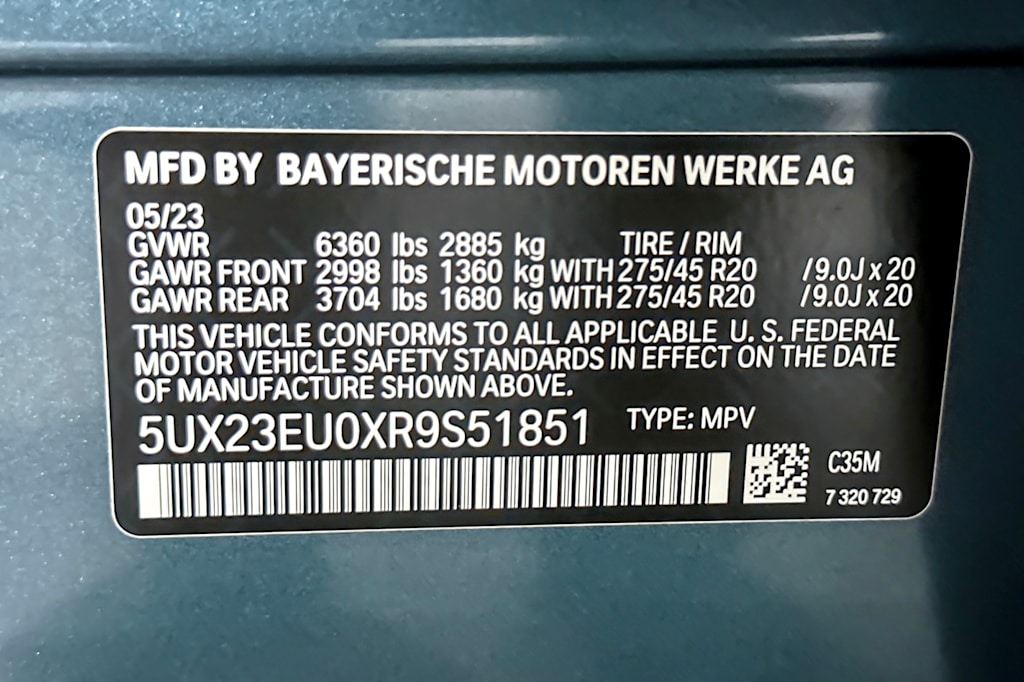 MFD BY BAYERISCHE MOTOREN WERKE AG
05/23
GVWR 6360 lbs 2885 kg TIRE / RIM
GAWR FRONT 2998 lbs 1360 kg WITH 275/45 R20 /9.0J x 20
GAWR REAR 3704 lbs 1680 kg WITH 275/45 R20 /9.0J x 20
THIS VEHICLE CONFORMS TO ALL APPLICABLE U. S. FEDERAL
MOTOR VEHICLE SAFETY STANDARDS IN EFFECT ON THE DATE
OF MANUFACTURE SHOWN ABOVE.
5UX23EU0XR9S51851 TYPE: MPV
C35M
7 320 729